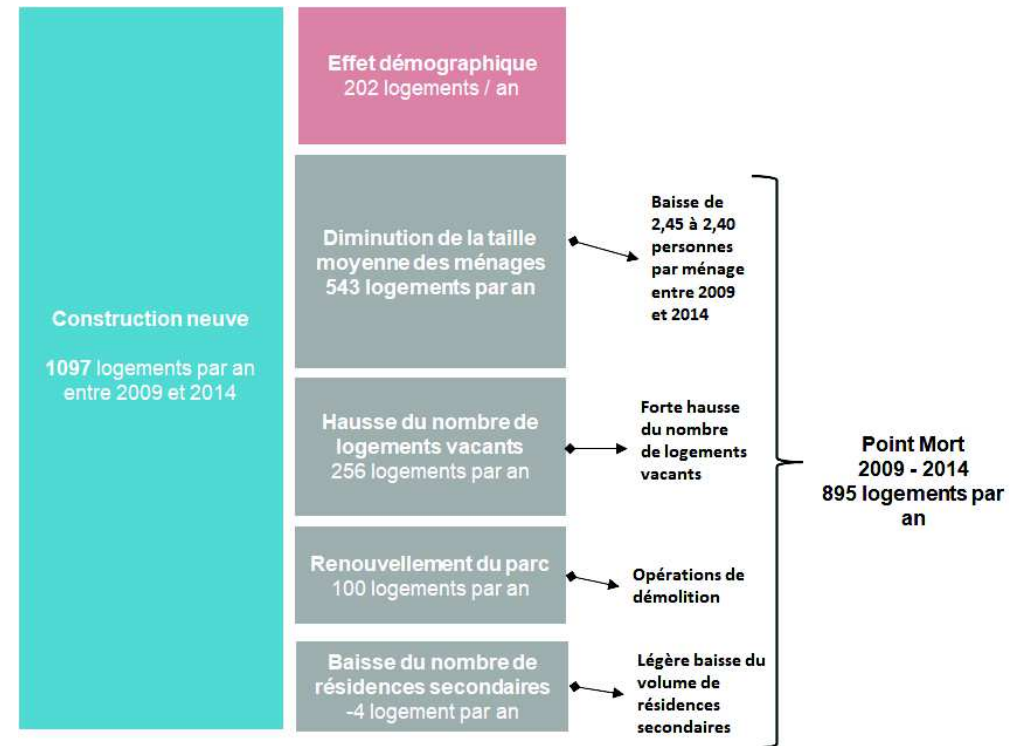 Construction neuve
1097 logements par an
entre 2009 et 2014
Effet démographique
202 logements / an
Diminution de la taille
moyenne des ménages
543 logements par an
Baisse de
2,45 à 2,40
personnes
par ménage
entre 2009
et 2014
Hausse du nombre de
logements vacants
256 logements par an
Forte hausse
du nombre
de logements
vacants
Renouvellement du parc
100 logements par an
Opérations de
démolition
Baisse du nombre de
résidences secondaires
-4 logement par an
Légère baisse du
volume de
résidences
secondaires
Point Mort
2009 - 2014
895 logements par
an